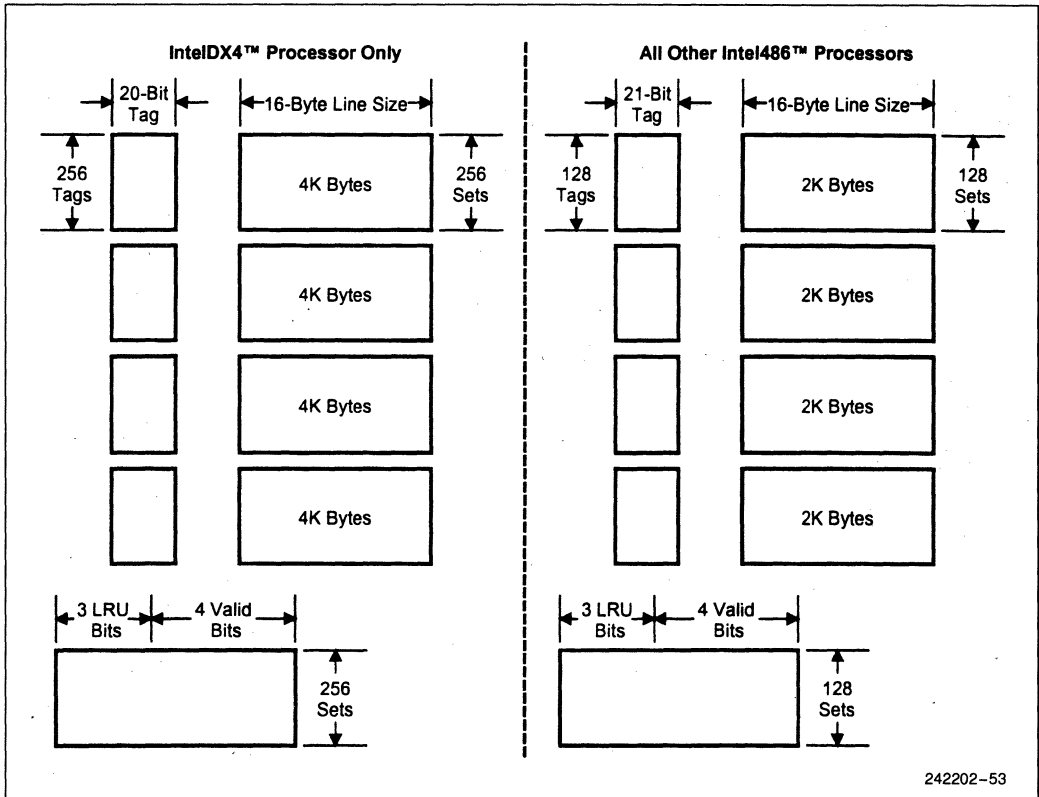 IntelDX4™ Processor Only
20-Bit
Tag
16-Byte Line Size
256
Tags
4K Bytes
256
Sets
4K Bytes
4K Bytes
4K Bytes
3 LRU
Bits
4 Valid
Bits
256
Sets
All Other Intel486™ Processors
21-Bit
Tag
16-Byte Line Size
128
Tags
2K Bytes
128
Sets
2K Bytes
2K Bytes
2K Bytes
3 LRU
Bits
4 Valid
Bits
128
Sets
242202-53